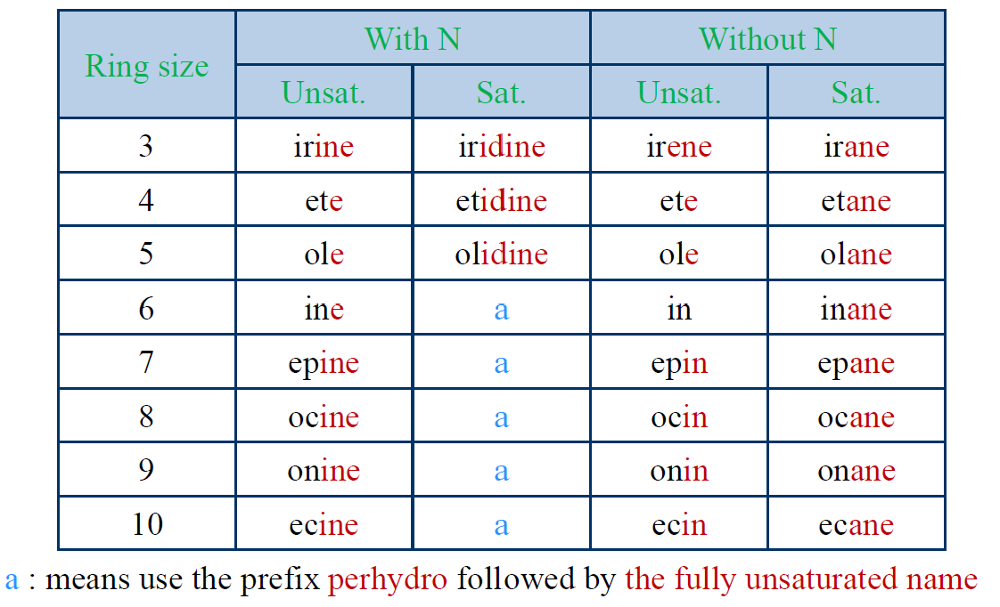 Ring size With N Without N
Unsat. Sat. Unsat. Sat.
3 irine iridine irene irane
4 ete etidine ete etane
5 ole olidine ole olane
6 ine a in inane
7 epine a epin epane
8 ocine a ocin ocane
9 onine a onin onane
10 ecine a ecin ecane
a : means use the prefix perhydro followed by the fully unsaturated name